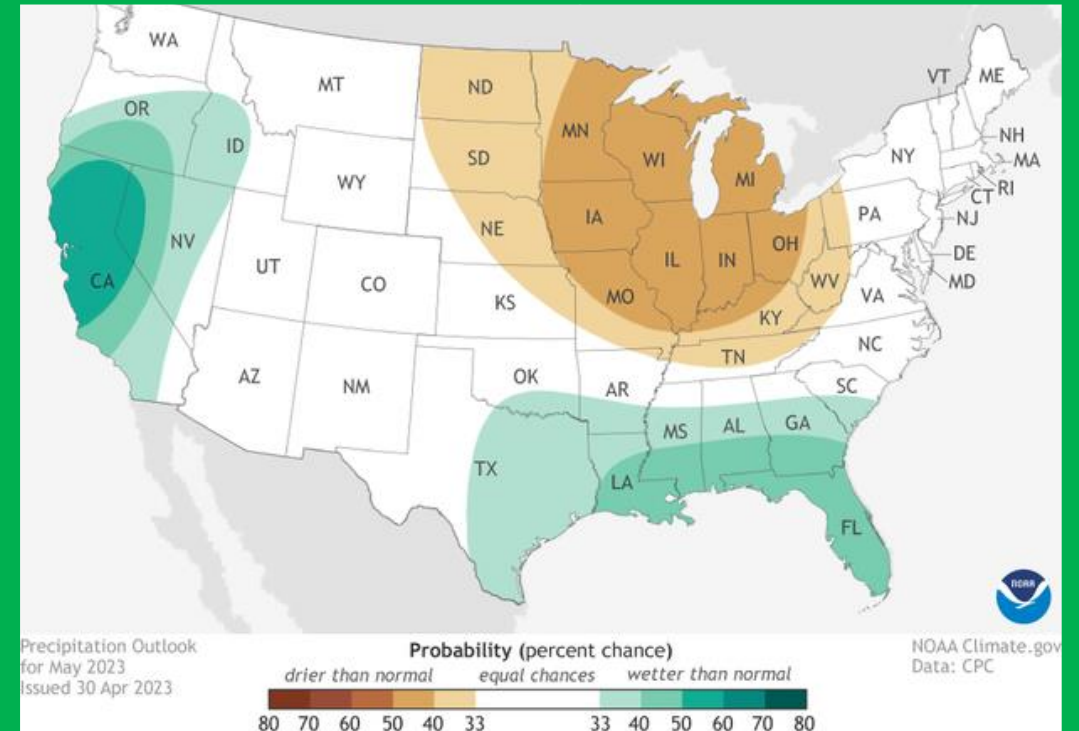 WA
MT
ND
MN
VT
ME
OR
ID
SD
WI
MI
NY
NH
MA
WY
NE
IA
CT
RI
NV
IL
IN
OH
PA
NJ
UT
CO
KS
MO
WV
VA
DE
MD
CA
KY
AZ
NM
OK
AR
TN
NC
SC
TX
MS
AL
GA
LA
FL
NOAA
Precipitation Outlook
for May 2023
Issued 30 Apr 2023
Probability (percent chance)
drier than normal equal chances wetter than normal
80 70 60 50 40 33 33 40 50 60 70 80
NOAA Climate.gov
Data: CPC